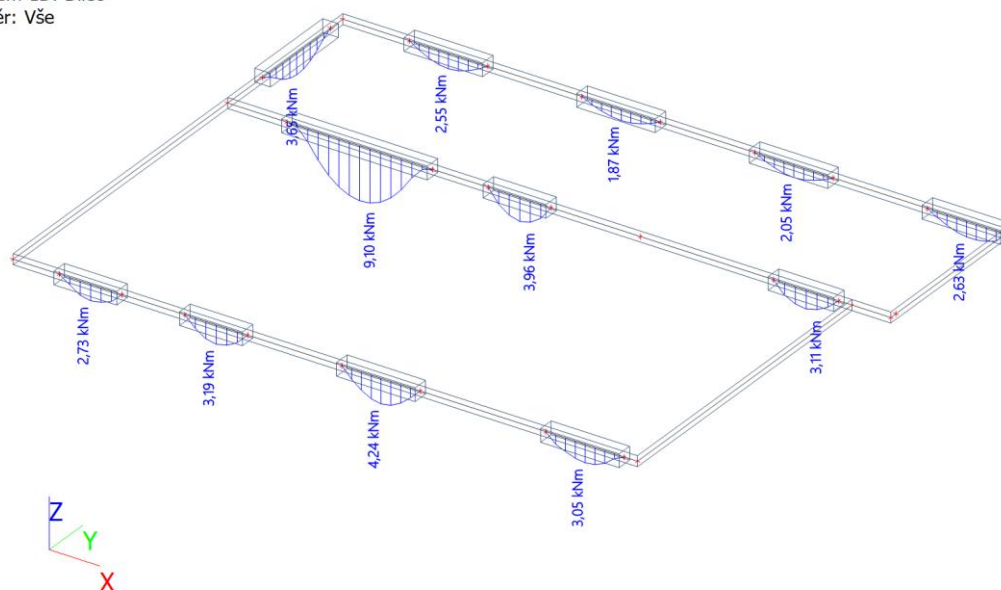 ěr: Vše
3,65 kNm
2,55 kNm
1,87 kNm
2,05 kNm
2,63 kNm
9,10 kNm
3,96 kNm
3,11 kNm
2,73 kNm
3,19 kNm
4,24 kNm
3,05 kNm
Z
Y
X